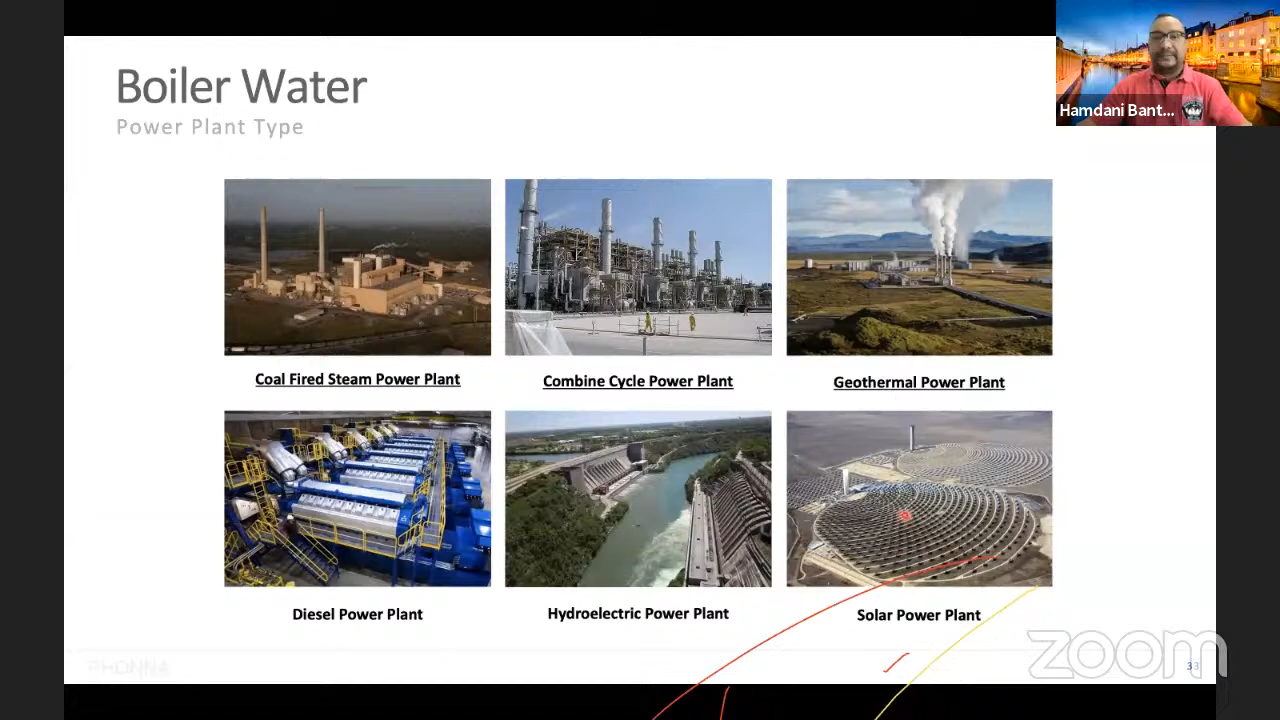 Boiler Water
Power Plant Type
Hamdani Bant...
Coal Fired Steam Power Plant
Combine Cycle Power Plant
Geothermal Power Plant
Diesel Power Plant
Hydroelectric Power Plant
Solar Power Plant
zoom
33